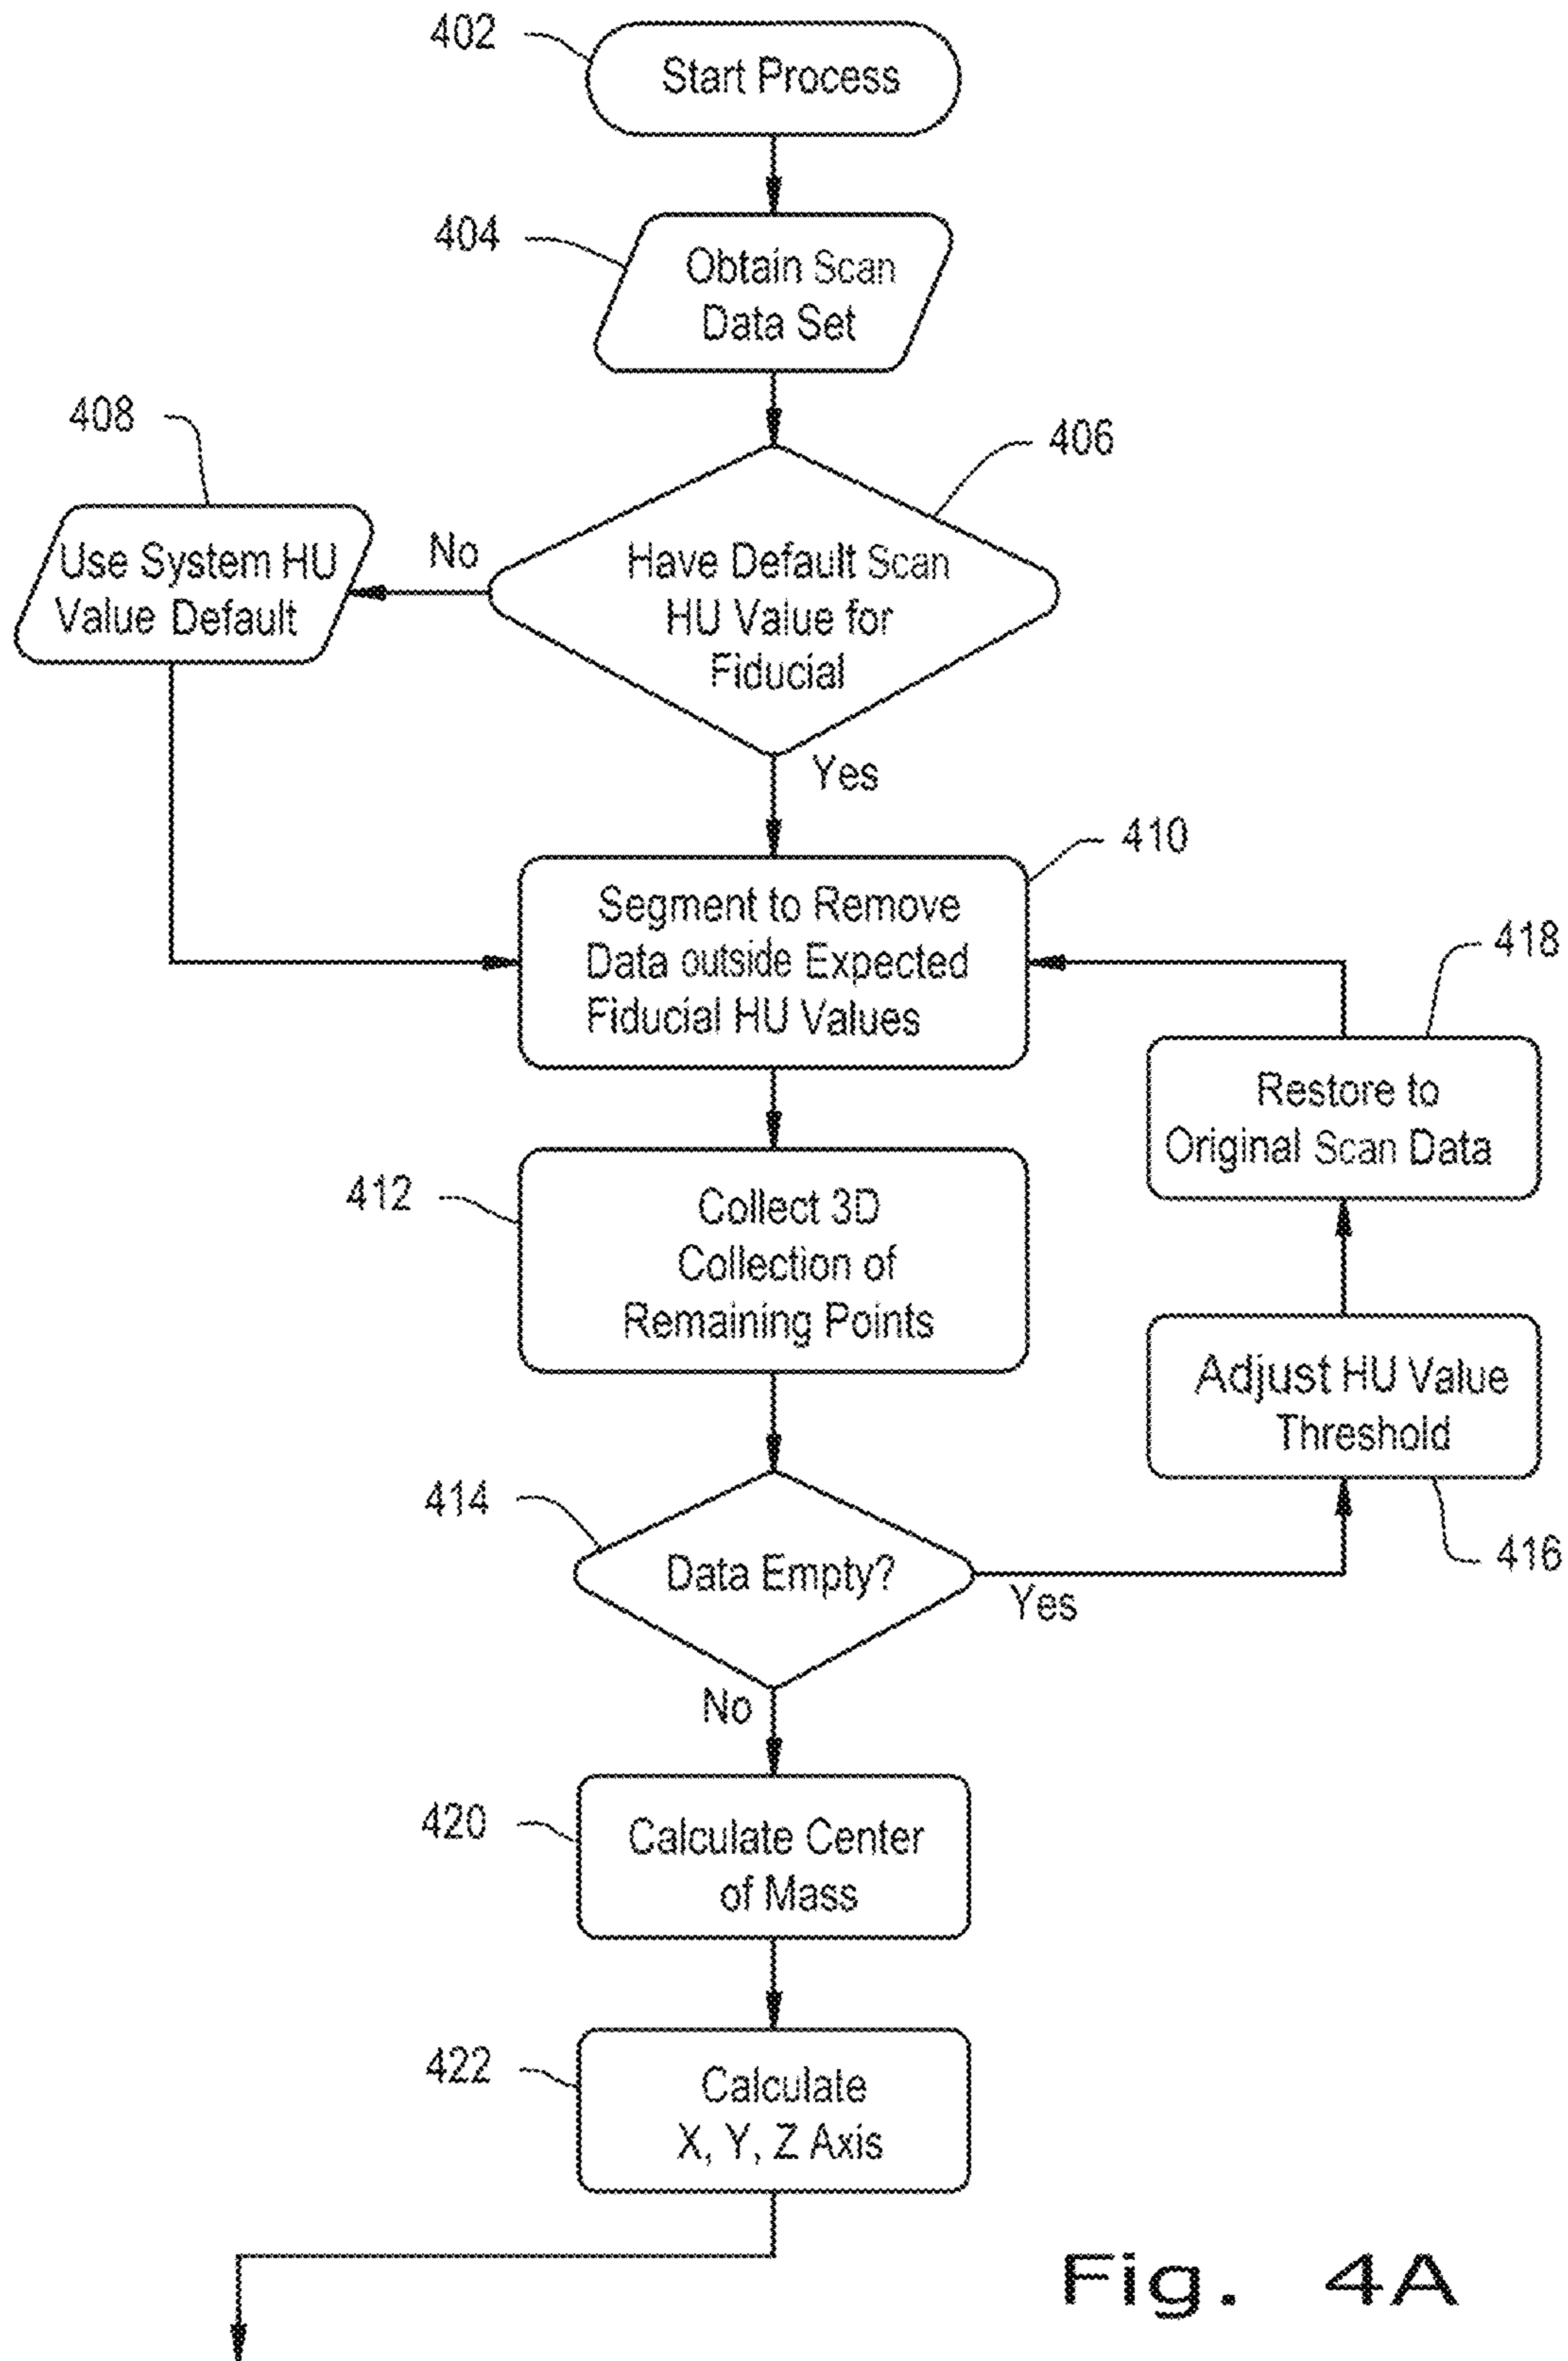 402
Start Process
404
Obtain Scan
Data Set
408
406
Use System HU
Value Default
No
Have Default Scan
HU Value for
Fiducial
Yes
410
Segment to Remove
Data outside Expected
Fiducial HU Values
418
Restore to
Original Scan Data
412
Collect 3D
Collection of
Remaining Points
Adjust HU Value
Threshold
416
414
Data Empty?
Yes
No
420
Calculate Center
of Mass
422
Calculate
X, Y, Z Axis
Fig. 4A